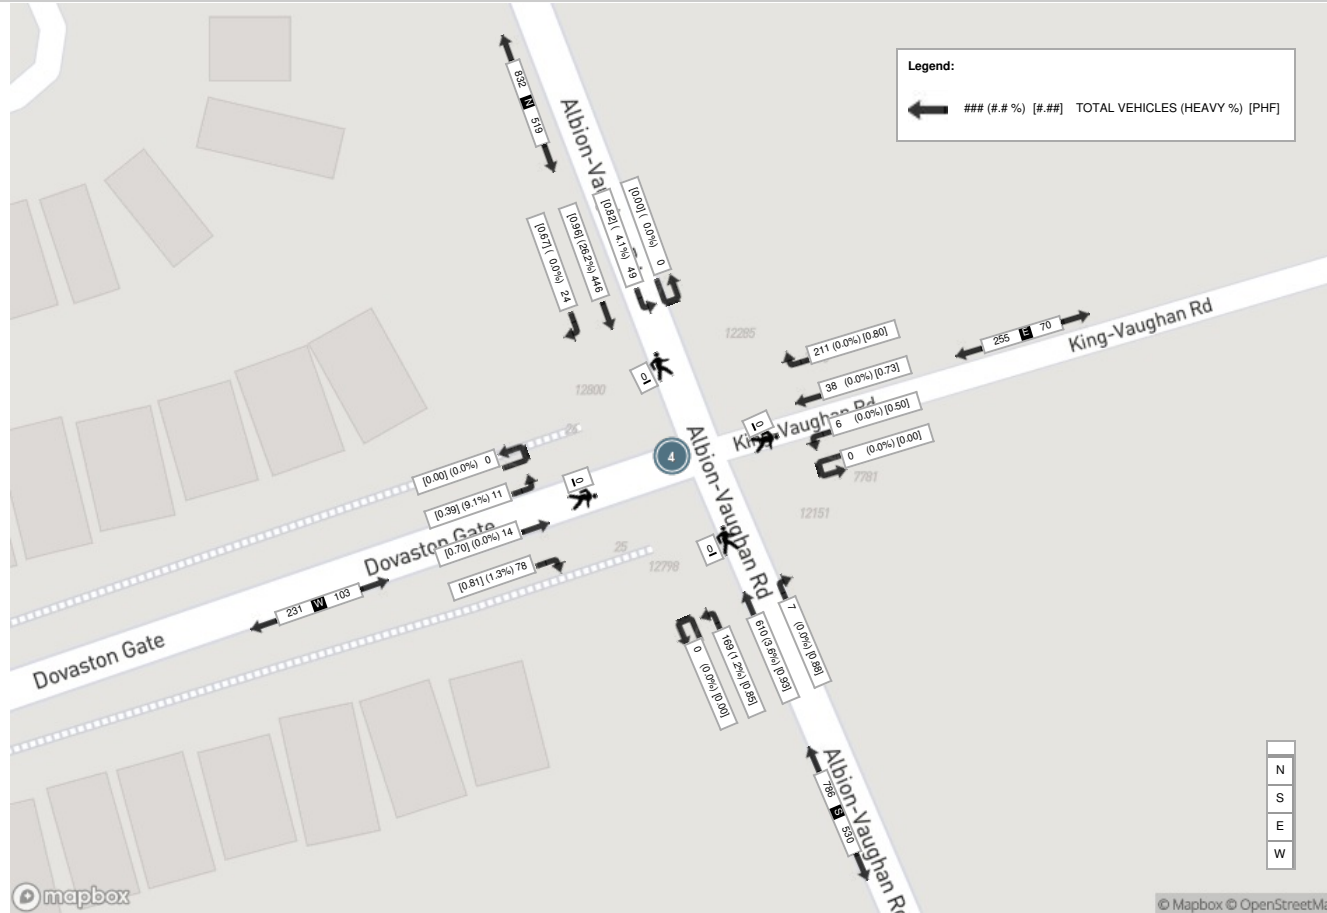 Legend:
### (#.# %) [#.##] TOTAL VEHICLES (HEAVY %) [PHF]
832 N 519
Albion-Va
[0.67] ( 0.0%) 24
[0.96] (26.2%) 446
[0.82] ( 4.1%) 49
[0.00] ( 0.0%) 0
12285
211 (0.0%) [0.80]
255 E 70
King-Vaughan Rd
38 (0.0%) [0.73]
6 (0.0%) [0.50]
0 (0.0%) [0.00]
King-Vaughan Rd
0
0
12800
25
4
7781
[0.00] (0.0%) 0
[0.39] (9.1%) 11
0
[0.70] (0.0%) 14
[0.81] (1.3%) 78
Dovaston Gate
Albion-Vaughan Rd
12151
25
12798
0
231 W 103
Dovaston Gate
0 (0.0%) [0.00]
169 (1.2%) [0.85]
610 (3.6%) [0.93]
7 (0.0%) [0.88]
786 S 530
Albion-Vaughan Rd
N
S
E
W
mapbox
© Mapbox © OpenStreetMa